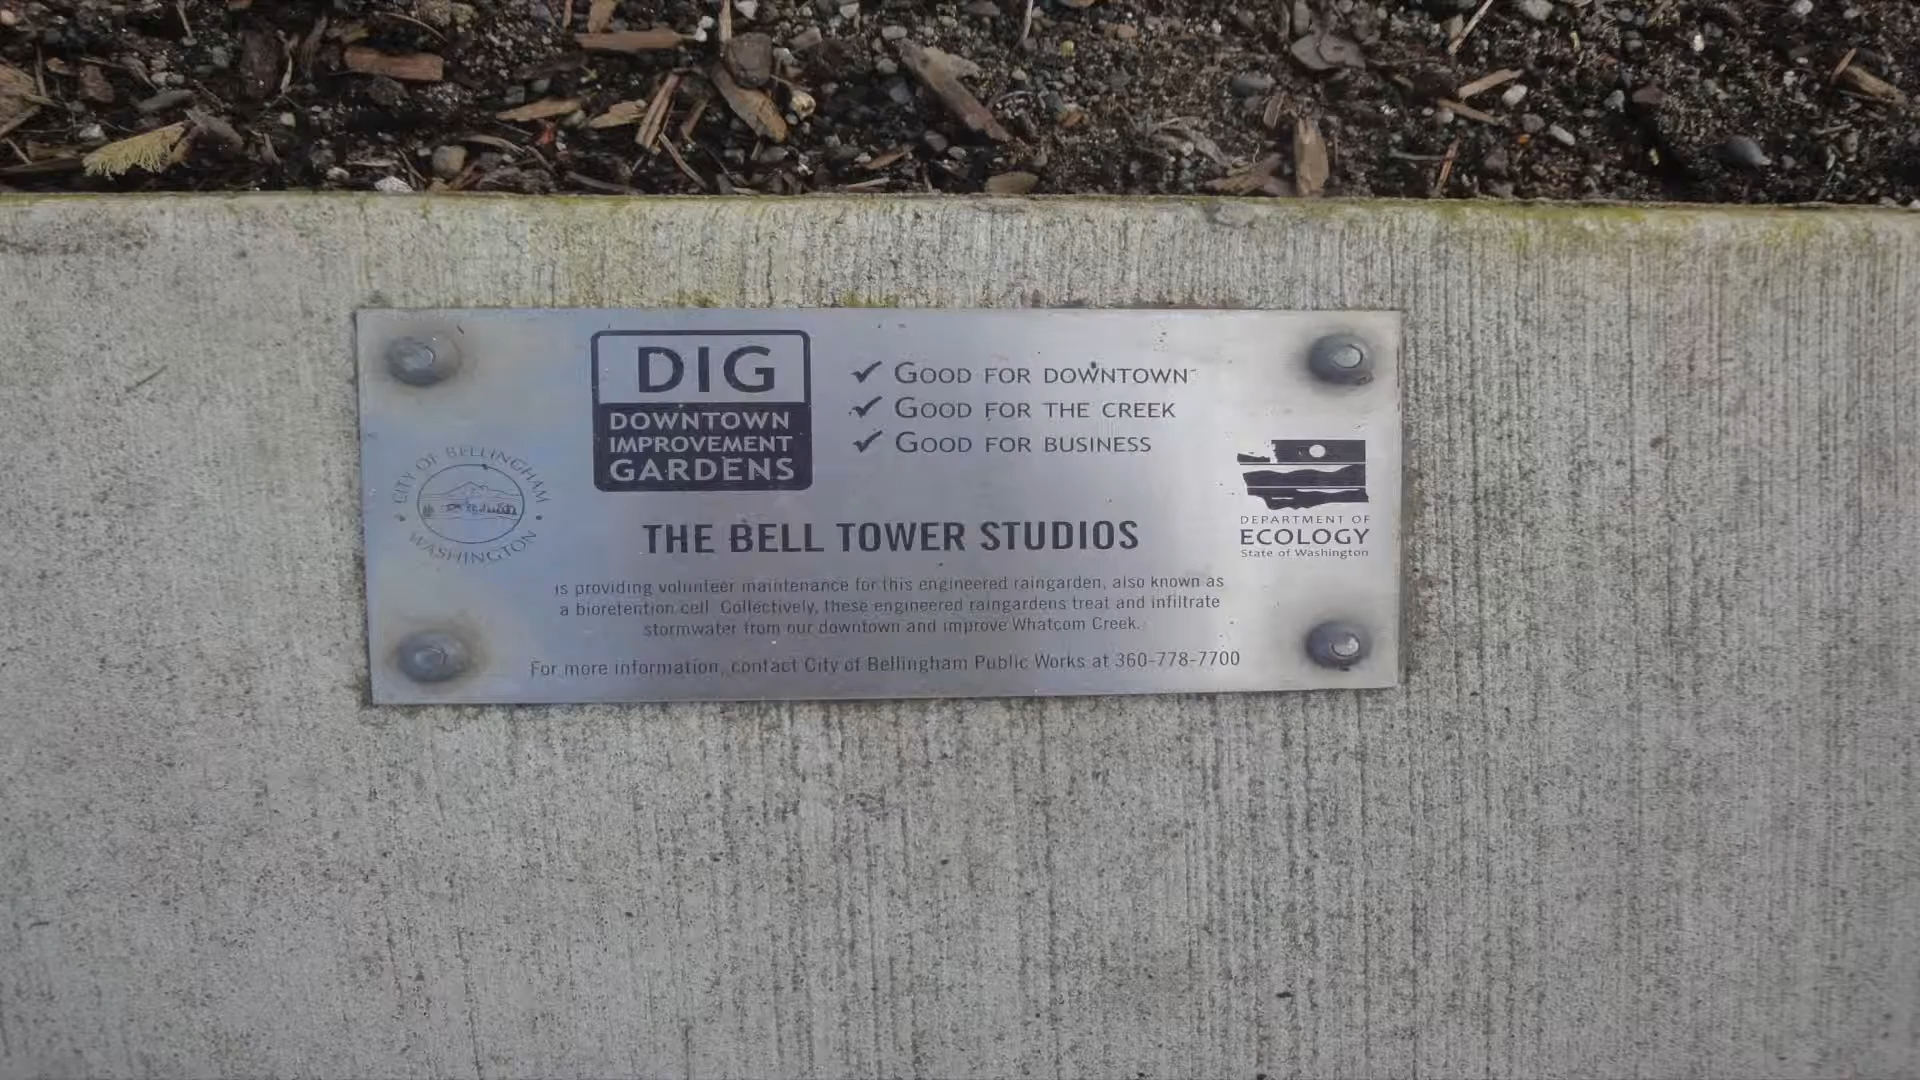 DIG
DOWNTOWN
IMPROVEMENT
GARDENS
✓ GOOD FOR DOWNTOWN
✓ GOOD FOR THE CREEK
✓ GOOD FOR BUSINESS
CITY OF BELLINGHAM
WASHINGTON
DEPARTMENT OF
ECOLOGY
State of Washington
THE BELL TOWER STUDIOS
is providing volunteer maintenance for this engineered raingarden, also known as
a bioretention cell. Collectively, these engineered raingardens treat and infiltrate
stormwater from our downtown and improve Whatcom Creek.
For more information, contact City of Bellingham Public Works at 360-778-7700